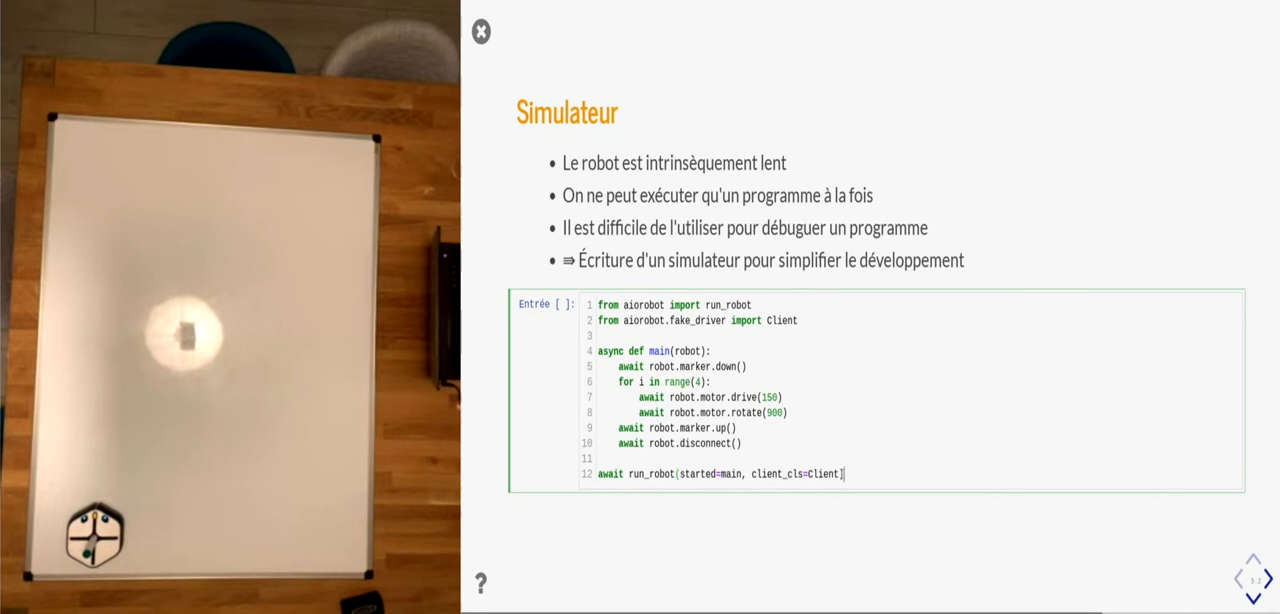 Simulateur
• Le robot est intrinsèquement lent
• On ne peut exécuter qu'un programme à la fois
• Il est difficile de l'utiliser pour débuguer un programme
• ⇛ Écriture d'un simulateur pour simplifier le développement
Entrée [ ]:
1 from aiorobot import run_robot
2 from aiorobot.fake_driver import Client
3
4 async def main(robot):
5     await robot.marker.down()
6     for i in range(4):
7         await robot.motor.drive(150)
8         await robot.motor.rotate(900)
9     await robot.marker.up()
10     await robot.disconnect()
11
12 await run_robot(started=main, client_cls=Client)
?
5.2